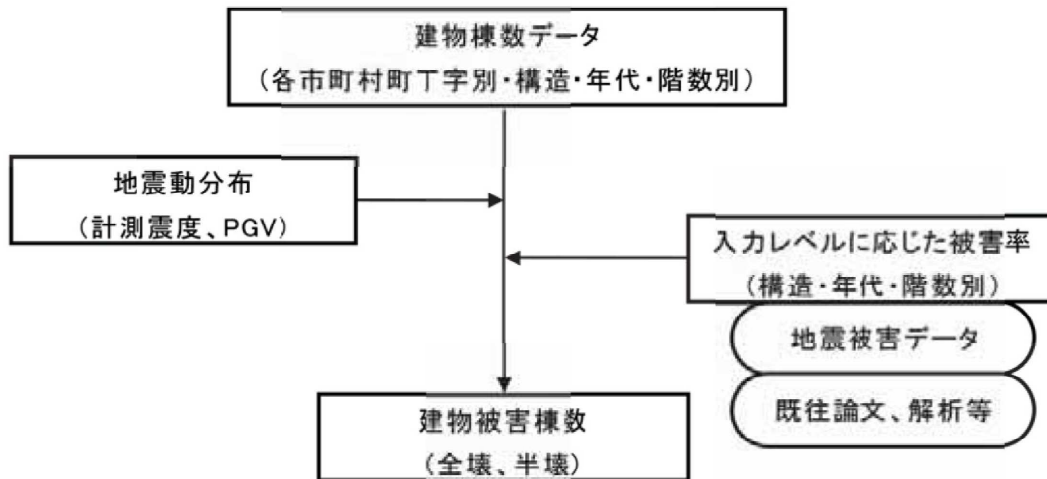 建物棟数データ
（各市町村町丁字別・構造・年代・階数別）
地震動分布
（計測震度、PGV）
入力レベルに応じた被害率
（構造・年代・階数別）
地震被害データ
既往論文、解析等
建物被害棟数
（全壊、半壊）